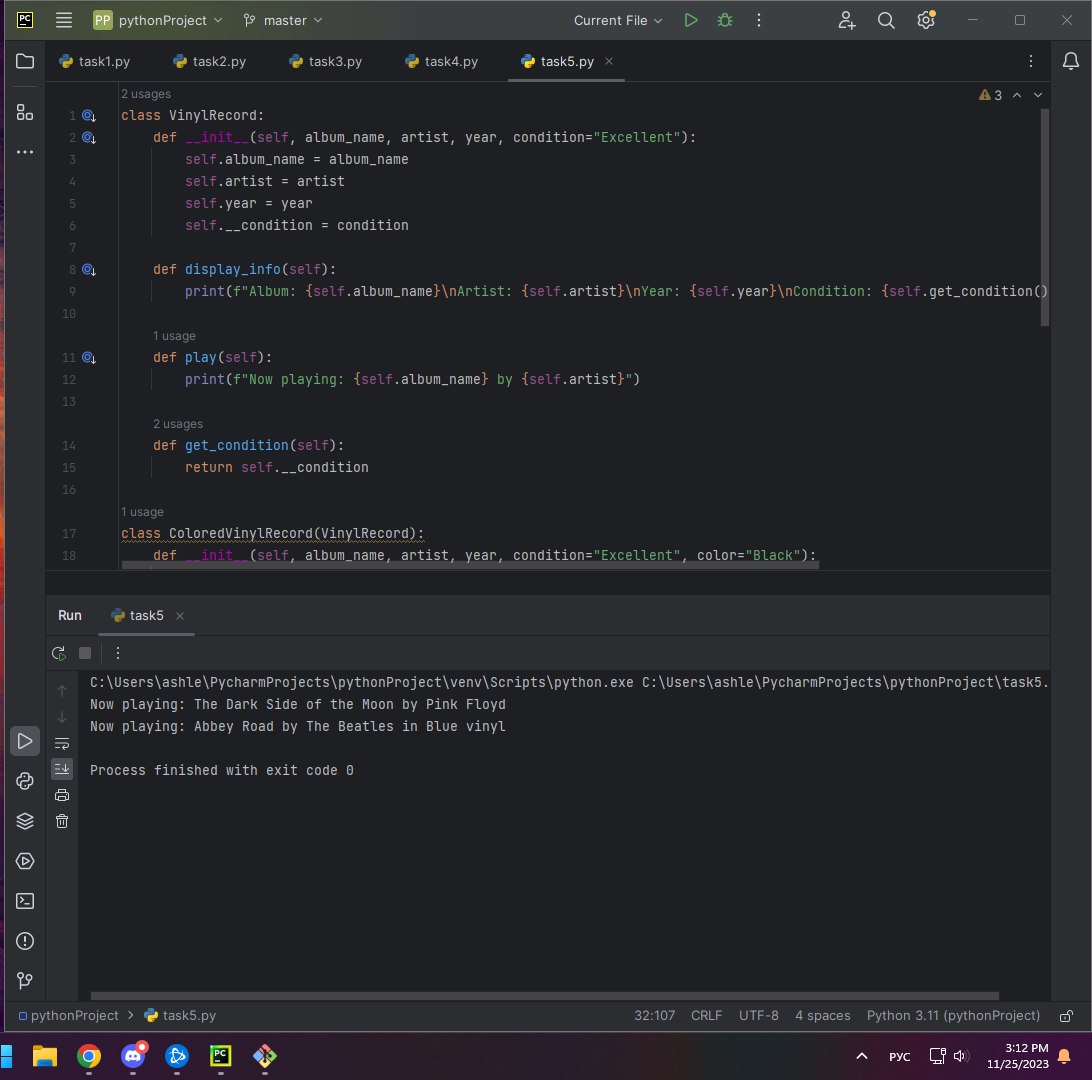 PC PP pythonProject master Current File
task1.py task2.py task3.py task4.py task5.py
2 usages
3
1 class VinylRecord:
2 def __init__(self, album_name, artist, year, condition="Excellent"):
3 self.album_name = album_name
4 self.artist = artist
5 self.year = year
6 self.__condition = condition
7
8 def display_info(self):
9 print(f"Album: {self.album_name}\nArtist: {self.artist}\nYear: {self.year}\nCondition: {self.get_condition()
10
1 usage
11 def play(self):
12 print(f"Now playing: {self.album_name} by {self.artist}")
13
2 usages
14 def get_condition(self):
15 return self.__condition
16
1 usage
17 class ColoredVinylRecord(VinylRecord):
18 def __init__(self, album_name, artist, year, condition="Excellent", color="Black"):
Run task5
C:\Users\ashle\PycharmProjects\pythonProject\venv\Scripts\python.exe C:\Users\ashle\PycharmProjects\pythonProject\task5.
Now playing: The Dark Side of the Moon by Pink Floyd
Now playing: Abbey Road by The Beatles in Blue vinyl
Process finished with exit code 0
pythonProject > task5.py 32:107 CRLF UTF-8 4 spaces Python 3.11 (pythonProject)
PC
РУС
3:12 PM
11/25/2023